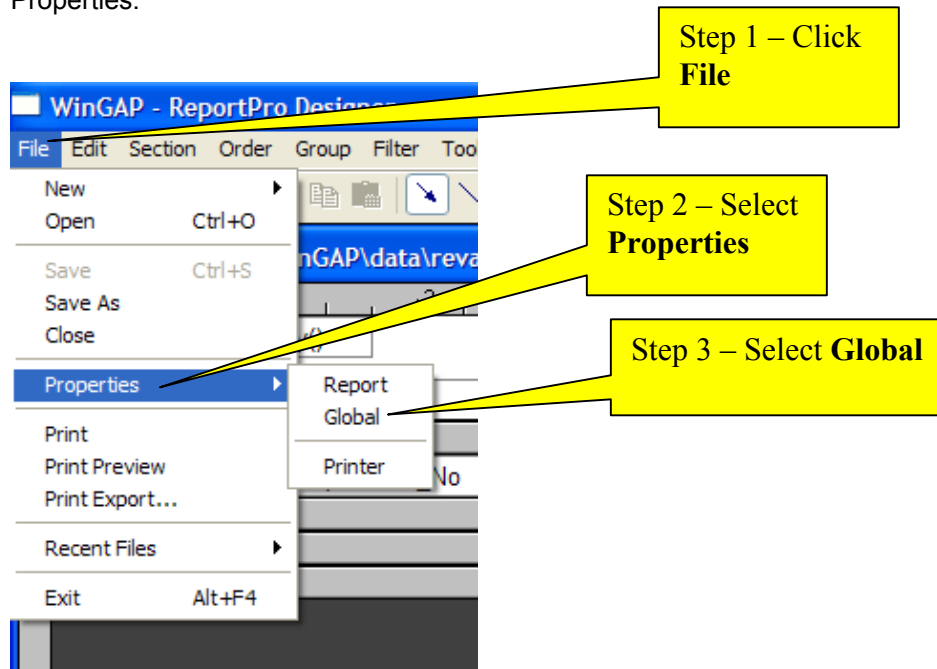 Properties.
Step 1 – Click
File
WinGAP - ReportPro Designer
File Edit Section Order Group Filter
New
Open Ctrl+O
Step 2 – Select
Properties
Save Ctrl+S
Save As
Close
Step 3 – Select Global
Properties
Report
Global
Print
Print Preview
Printer
Print Export...
Recent Files
Exit Alt+F4